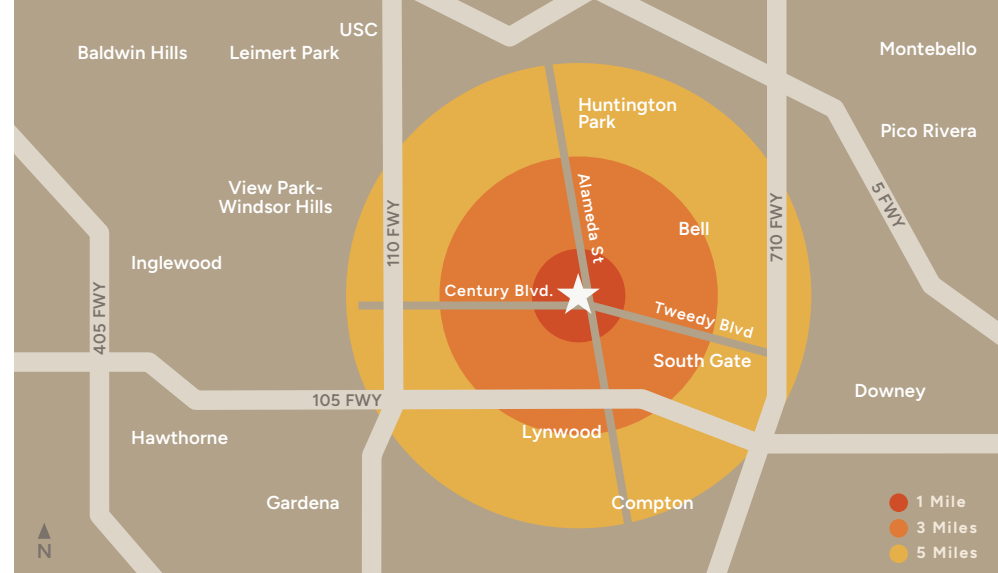 USC
Baldwin Hills
Leimert Park
Montebello
Huntington
Park
Pico Rivera
View Park-
Windsor Hills
Alameda St
5 FWY
110 FWY
710 FWY
Bell
Inglewood
Century Blvd.
405 FWY
Tweedy Blvd
South Gate
Downey
105 FWY
Hawthorne
Lynwood
Gardena
Compton
1 Mile
3 Miles
5 Miles
N